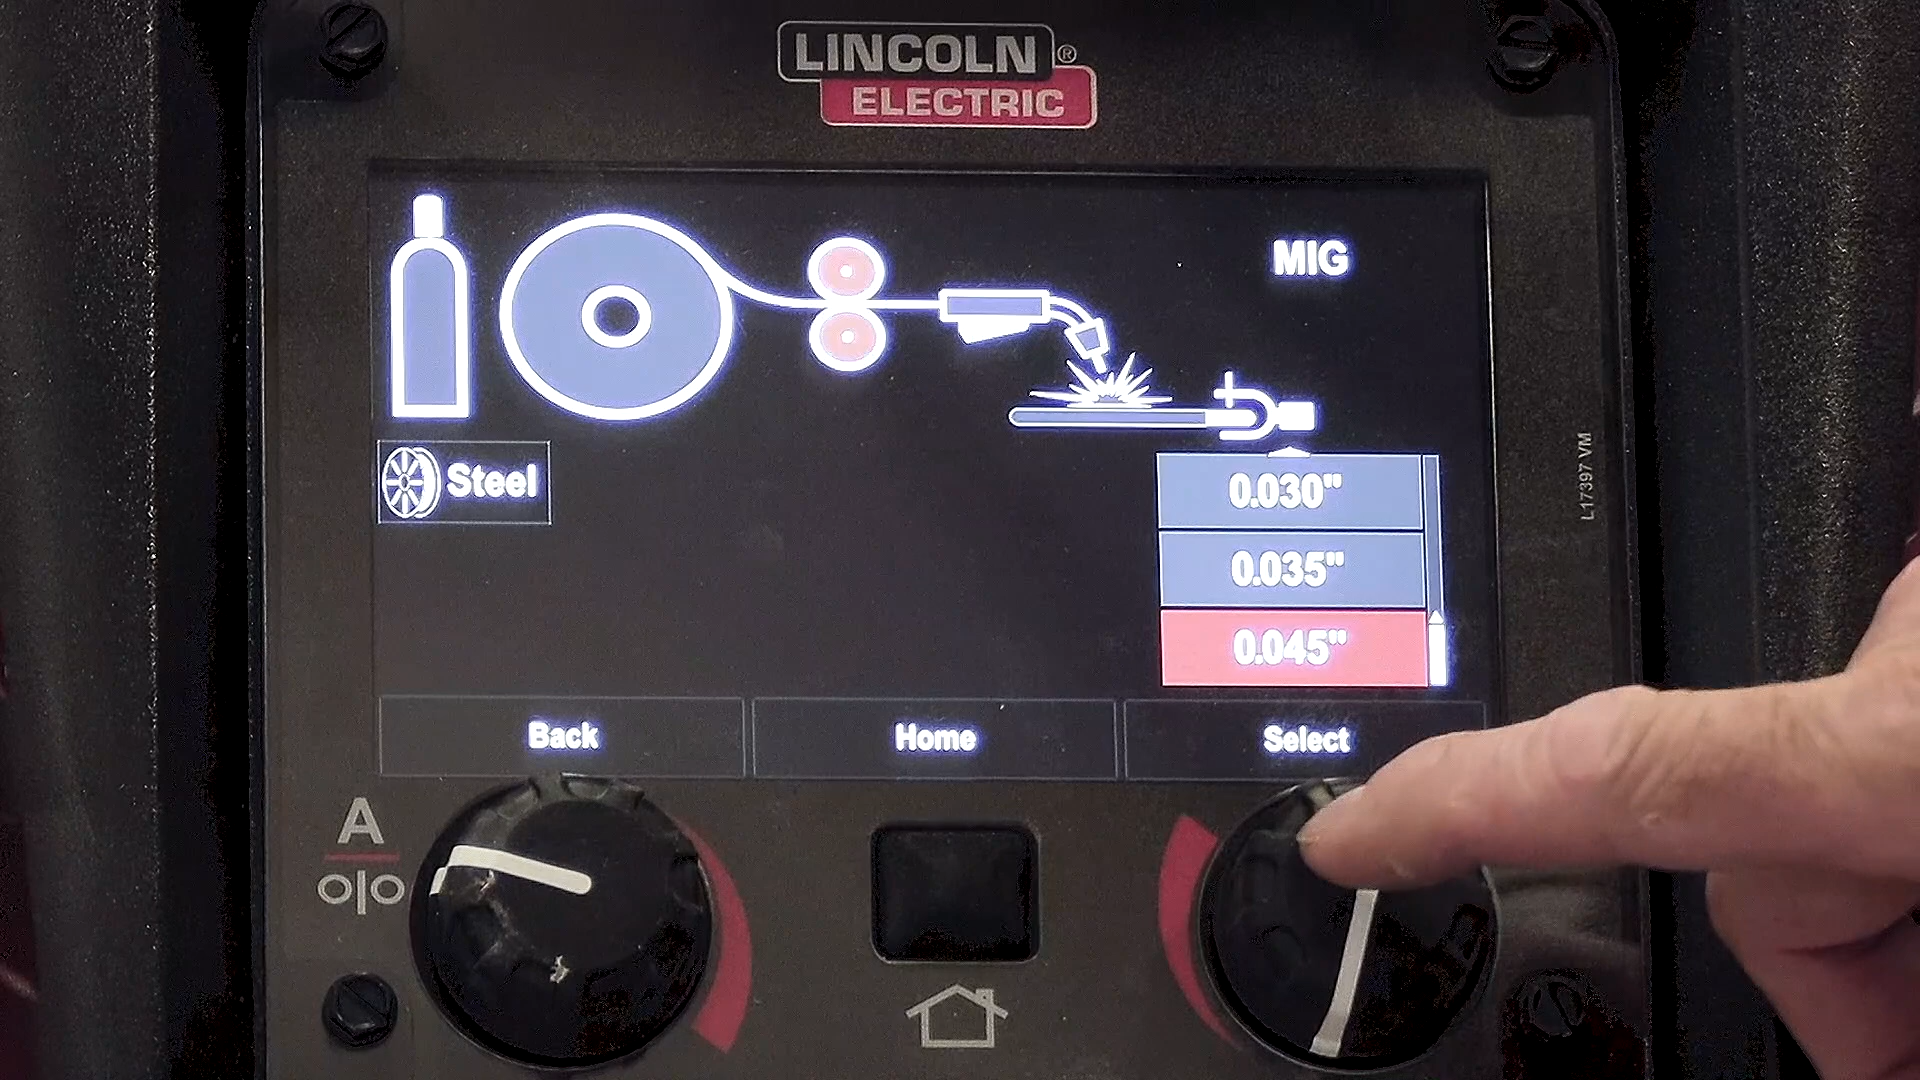 LINCOLN®
ELECTRIC
MIG
Steel
0.030"
0.035"
0.045"
Back
Home
Select
A
L17397 VM